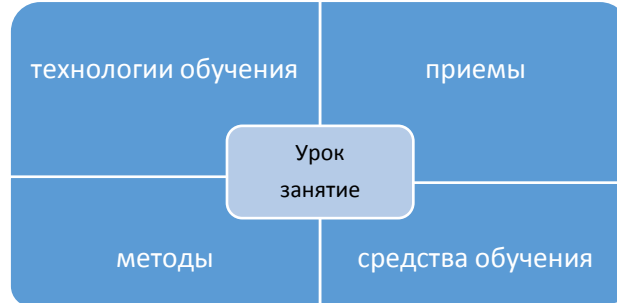 технологии обучения
приемы
Урок
занятие
методы
средства обучения